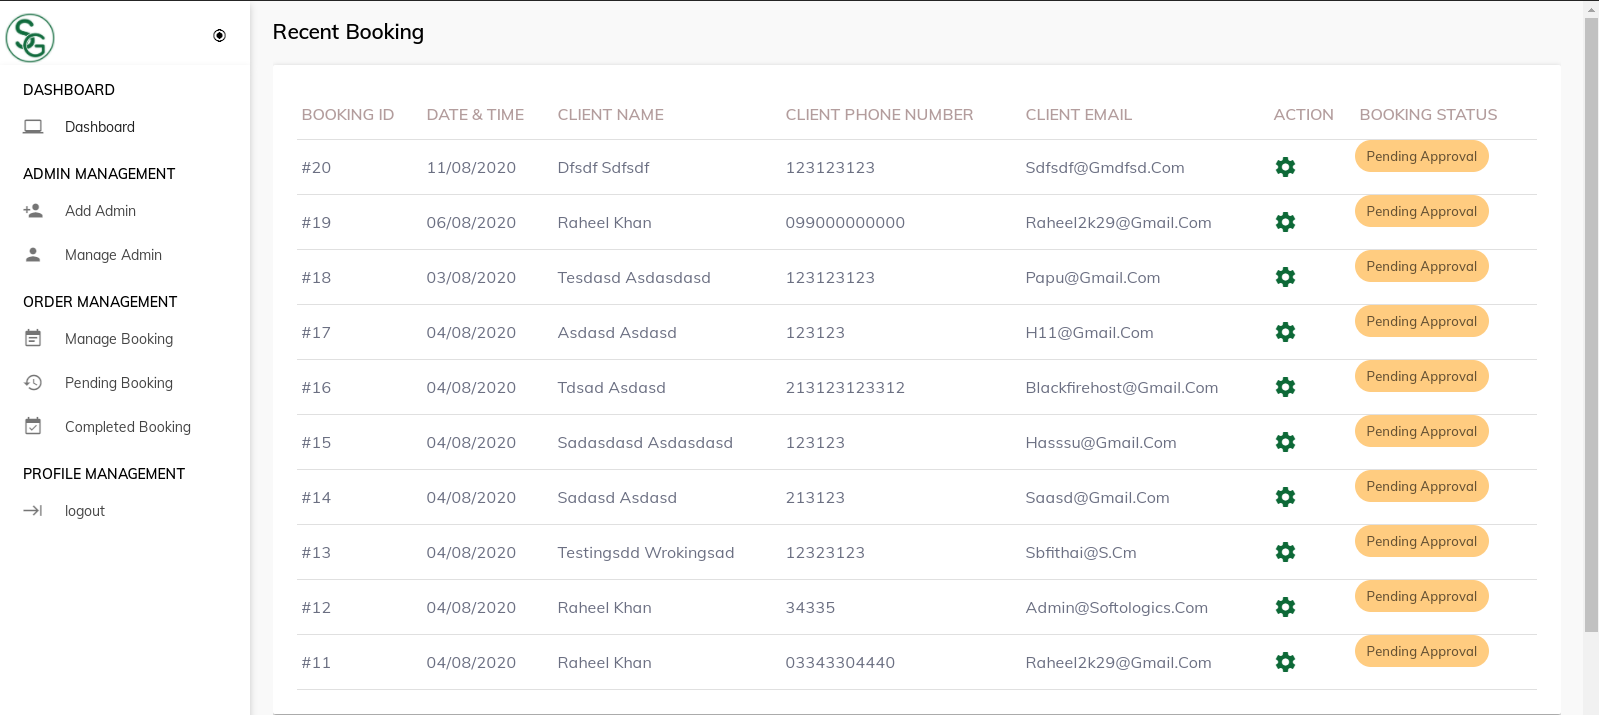 SG
Recent Booking
DASHBOARD
Dashboard
ADMIN MANAGEMENT
Add Admin
Manage Admin
ORDER MANAGEMENT
Manage Booking
Pending Booking
Completed Booking
PROFILE MANAGEMENT
logout
BOOKING ID DATE & TIME CLIENT NAME CLIENT PHONE NUMBER CLIENT EMAIL ACTION BOOKING STATUS
#20 11/08/2020 Dfsdf Sdfsdf 123123123 Sdfsdf@Gmdfsd.Com Pending Approval
#19 06/08/2020 Raheel Khan 099000000000 Raheel2k29@Gmail.Com Pending Approval
#18 03/08/2020 Tesdasd Asdasdasd 123123123 Papu@Gmail.Com Pending Approval
#17 04/08/2020 Asdasd Asdasd 123123 H11@Gmail.Com Pending Approval
#16 04/08/2020 Tdsad Asdasd 213123123312 Blackfirehost@Gmail.Com Pending Approval
#15 04/08/2020 Sadasdasd Asdasdasd 123123 Hasssu@Gmail.Com Pending Approval
#14 04/08/2020 Sadasd Asdasd 213123 Saasd@Gmail.Com Pending Approval
#13 04/08/2020 Testingsdd Wrokingsad 12323123 Sbfithai@S.Cm Pending Approval
#12 04/08/2020 Raheel Khan 34335 Admin@Softologics.Com Pending Approval
#11 04/08/2020 Raheel Khan 03343304440 Raheel2k29@Gmail.Com Pending Approval